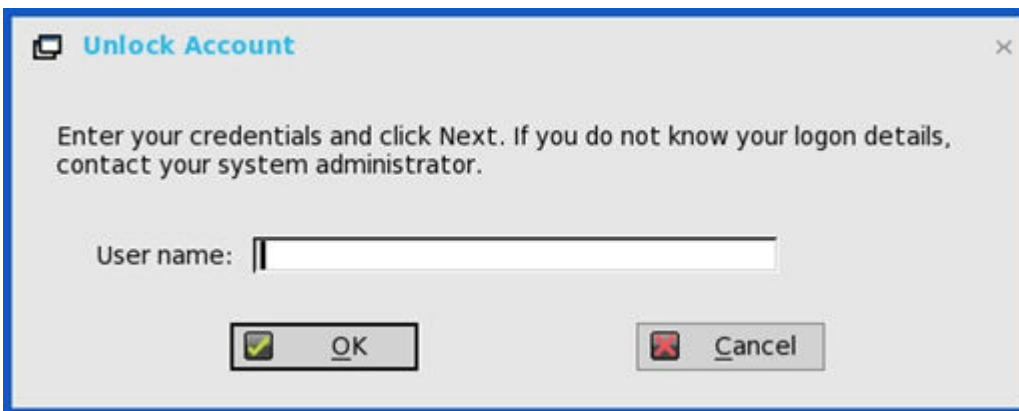 Unlock Account
Enter your credentials and click Next. If you do not know your logon details,
contact your system administrator.
User name:
OK
Cancel